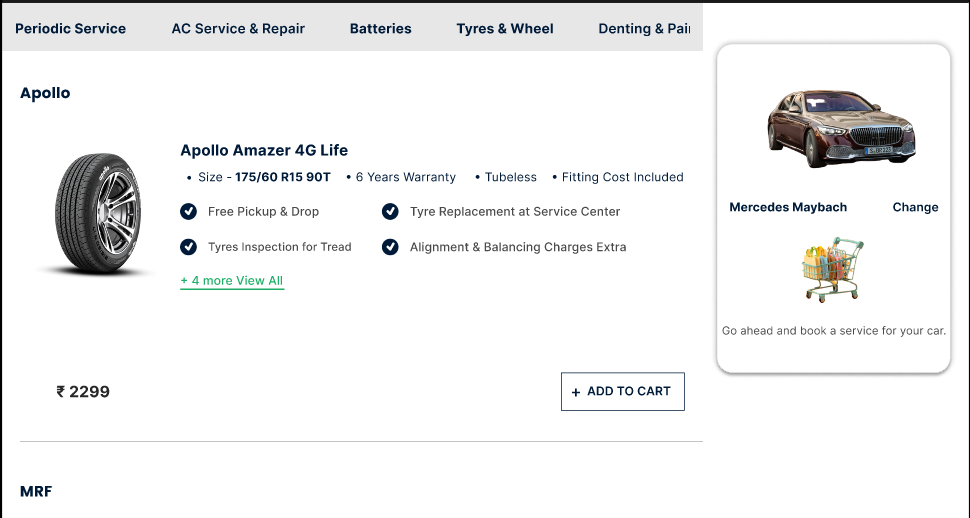 Periodic Service AC Service & Repair Batteries Tyres & Wheel Denting & Pai
Apollo
Apollo Amazer 4G Life
• Size - 175/60 R15 90T • 6 Years Warranty • Tubeless • Fitting Cost Included
Free Pickup & Drop Tyre Replacement at Service Center
Tyres Inspection for Tread Alignment & Balancing Charges Extra
+ 4 more View All
₹ 2299
+ ADD TO CART
MRF
Mercedes Maybach Change
Go ahead and book a service for your car.